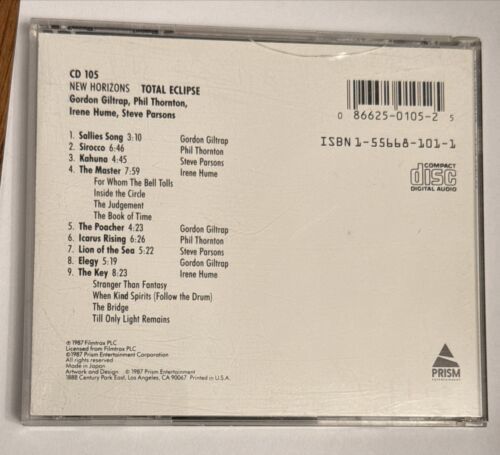 CD 105
NEW HORIZONS TOTAL ECLIPSE
Gordon Giltrap, Phil Thornton,
Irene Hume, Steve Parsons
0 86625-0105-2 5
ISBN 1-55668-101-1
COMPACT
disc
DIGITAL AUDIO
1. Sallies Song 3:10 Gordon Giltrap
2. Sirocco 6:46 Phil Thornton
3. Kahuna 4:45 Steve Parsons
4. The Master 7:59 Irene Hume
For Whom The Bell Tolls
Inside the Circle
The Judgement
The Book of Time
5. The Poacher 4:23 Gordon Giltrap
6. Icarus Rising 6:26 Phil Thornton
7. Lion of the Sea 5:22 Steve Parsons
8. Elegy 5:19 Gordon Giltrap
9. The Key 8:23 Irene Hume
Stranger Than Fantasy
When Kind Spirits (Follow the Drum)
The Bridge
Till Only Light Remains
℗ 1987 Filmtrax PLC
Licensed from Filmtrax PLC
©1987 Prism Entertainment Corporation
All rights reserved
Made in Japan
Artwork and Design © 1987 Prism Entertainment
1888 Century Park East, Los Angeles, CA 90067 Printed in U.S.A.
PRISM
entertainment